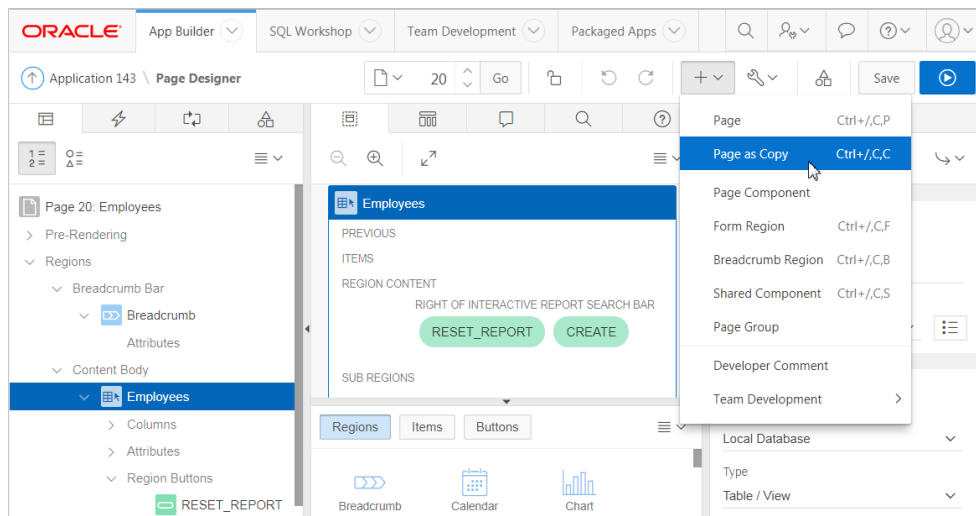 ORACLE
App Builder
SQL Workshop
Team Development
Packaged Apps
Application 143 \ Page Designer
20
Go
Save
Page 20: Employees
Pre-Rendering
Regions
Breadcrumb Bar
Breadcrumb
Attributes
Content Body
Employees
Columns
Attributes
Region Buttons
RESET_REPORT
Employees
PREVIOUS
ITEMS
REGION CONTENT
RIGHT OF INTERACTIVE REPORT SEARCH BAR
RESET_REPORT
CREATE
SUB REGIONS
Regions
Items
Buttons
Breadcrumb
Calendar
Chart
Page Ctrl+/,C,P
Page as Copy Ctrl+/,C,C
Page Component
Form Region Ctrl+/,C,F
Breadcrumb Region Ctrl+/,C,B
Shared Component Ctrl+/,C,S
Page Group
Developer Comment
Team Development
Local Database
Type
Table / View